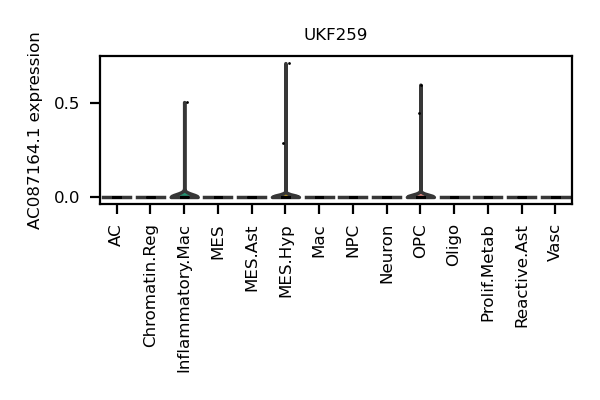 UKF259
AC087164.1 expression
0.5
0.0
AC
Chromatin.Reg
Inflammatory.Mac
MES
MES.Ast
MES.Hyp
Mac
NPC
Neuron
OPC
Oligo
Prolif.Metab
Reactive.Ast
Vasc